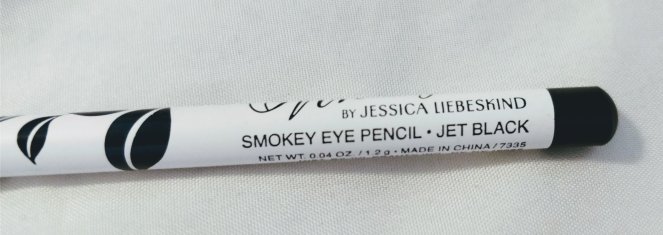 BY JESSICA LIEBESKIND
SMOKEY EYE PENCIL • JET BLACK
NET WT. 0.04 OZ. / 1.2 g • MADE IN CHINA / 7335